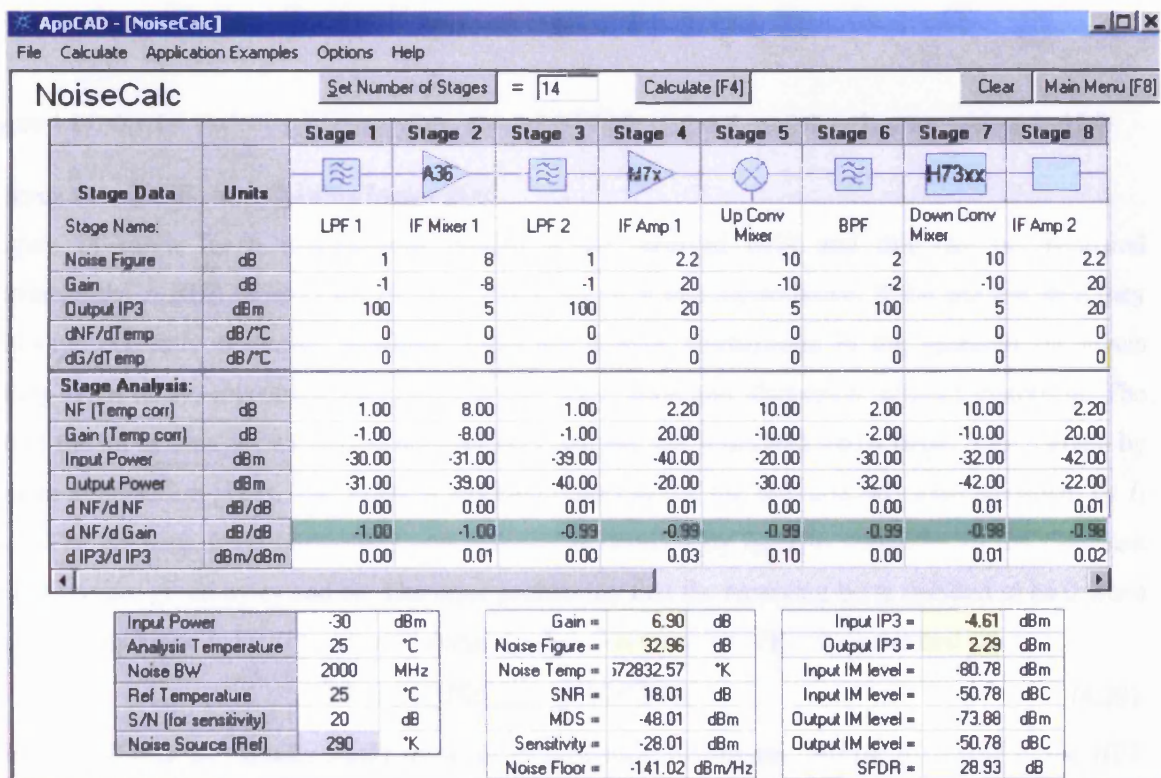 AppCAD - [NoiseCalc]
File Calculate Application Examples Options Help
NoiseCalc Set Number of Stages = 14 Calculate [F4] Clear Main Menu [F8]
Stage 1 Stage 2 Stage 3 Stage 4 Stage 5 Stage 6 Stage 7 Stage 8
A36 M7x H73xx
Stage Data Units
Stage Name: LPF 1 IF Mixer 1 LPF 2 IF Amp 1 Up Conv Mixer BPF Down Conv Mixer IF Amp 2
Noise Figure dB 1 8 1 2.2 10 2 10 2.2
Gain dB -1 -8 -1 20 -10 -2 -10 20
Output IP3 dBm 100 5 100 20 5 100 5 20
dNF/dTemp dB/°C 0 0 0 0 0 0 0 0
dG/dTemp dB/°C 0 0 0 0 0 0 0 0
Stage Analysis:
NF (Temp corr) dB 1.00 8.00 1.00 2.20 10.00 2.00 10.00 2.20
Gain (Temp corr) dB -1.00 -8.00 -1.00 20.00 -10.00 -2.00 -10.00 20.00
Input Power dBm -30.00 -31.00 -39.00 -40.00 -20.00 -30.00 -32.00 -42.00
Output Power dBm -31.00 -39.00 -40.00 -20.00 -30.00 -32.00 -42.00 -22.00
d NF/d NF dB/dB 0.00 0.00 0.01 0.01 0.00 0.00 0.01 0.01
d NF/d Gain dB/dB -1.00 -1.00 -0.99 -0.99 -0.99 -0.99 -0.98 -0.98
d IP3/d IP3 dBm/dBm 0.00 0.01 0.00 0.03 0.10 0.00 0.01 0.02
Input Power -30 dBm Gain = 6.90 dB Input IP3 = -4.61 dBm
Analysis Temperature 25 °C Noise Figure = 32.96 dB Output IP3 = 2.29 dBm
Noise BW 2000 MHz Noise Temp = 72832.57 °K Input IM level = -80.78 dBm
Ref Temperature 25 °C SNR = 18.01 dB Input IM level = -50.78 dBC
S/N (for sensitivity) 20 dB MDS = -48.01 dBm Output IM level = -73.88 dBm
Noise Source (Ref) 290 °K Sensitivity = -28.01 dBm Output IM level = -50.78 dBC
Noise Floor = -141.02 dBm/Hz SFDR = 28.93 dB